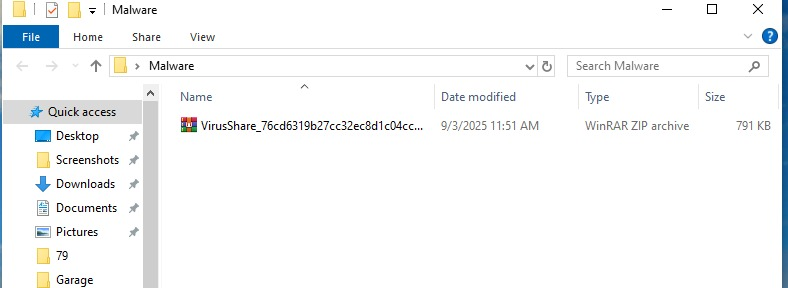 Malware
File Home Share View
Malware
Search Malware
Name Date modified Type Size
VirusShare_76cd6319b27cc32ec8d1c04cc... 9/3/2025 11:51 AM WinRAR ZIP archive 791 KB
Quick access
Desktop
Screenshots
Downloads
Documents
Pictures
79
Garage